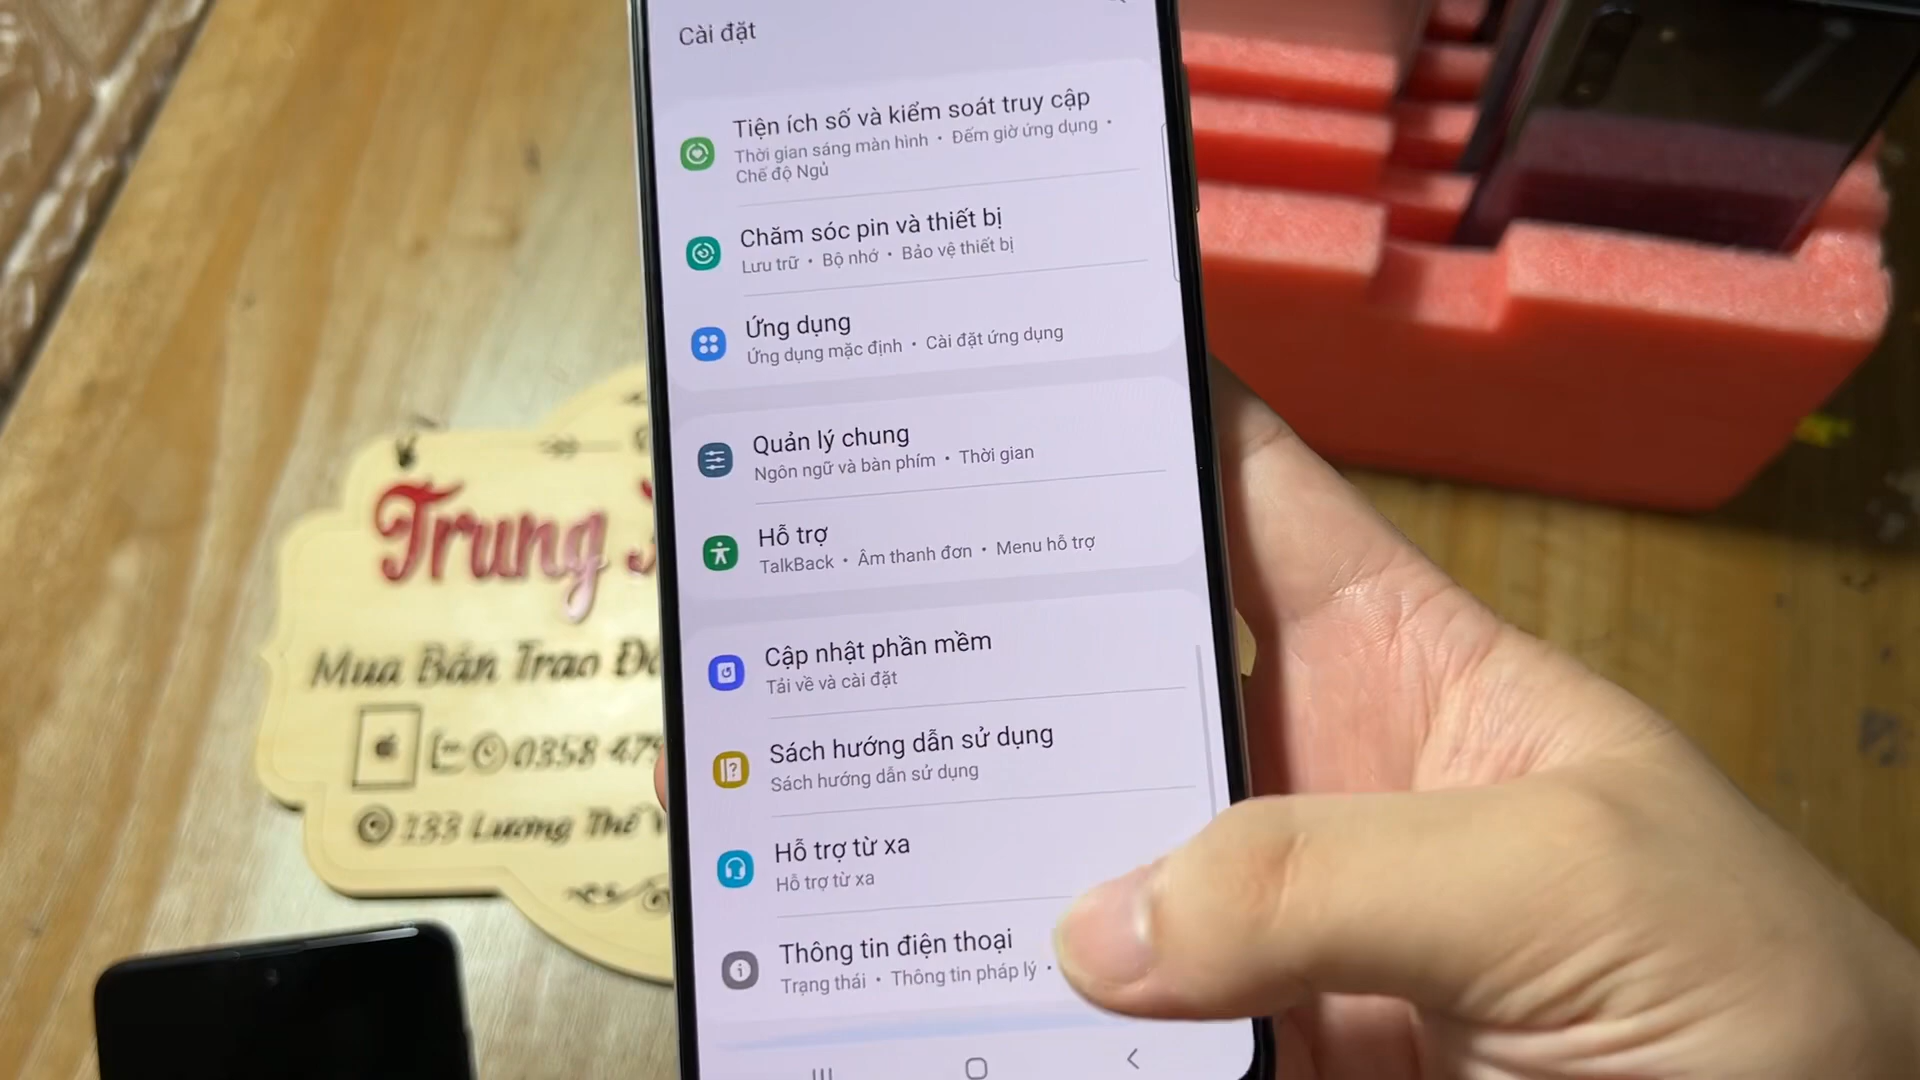 Cài đặt
Tiện ích số và kiểm soát truy cập
Thời gian sáng màn hình • Đếm giờ ứng dụng •
Chế độ Ngủ
Chăm sóc pin và thiết bị
Lưu trữ • Bộ nhớ • Bảo vệ thiết bị
Ứng dụng
Ứng dụng mặc định • Cài đặt ứng dụng
Quản lý chung
Ngôn ngữ và bàn phím • Thời gian
Hỗ trợ
TalkBack • Âm thanh đơn • Menu hỗ trợ
Cập nhật phần mềm
Tải về và cài đặt
Sách hướng dẫn sử dụng
Sách hướng dẫn sử dụng
Hỗ trợ từ xa
Hỗ trợ từ xa
Thông tin điện thoại
Trạng thái • Thông tin pháp lý •
Trung
Mua Bán Trao
0358 479
133 Lương Thế